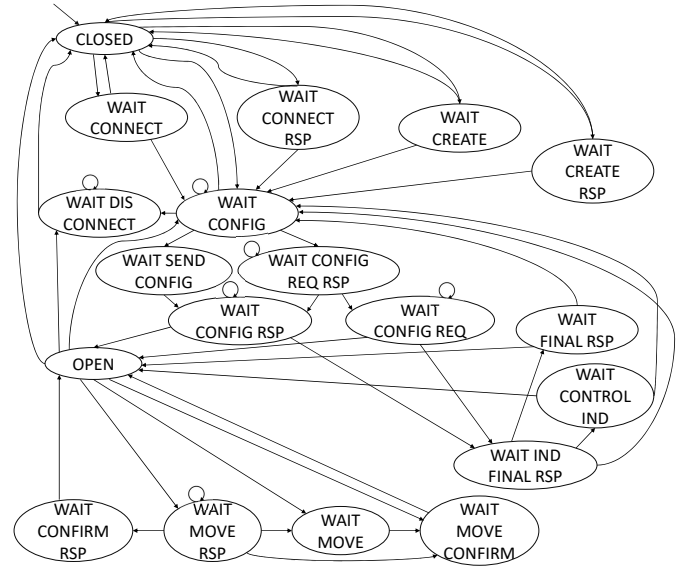 CLOSED
WAIT
CONNECT
WAIT
CONNECT
RSP
WAIT
CREATE
WAIT
CREATE
RSP
WAIT DIS
CONNECT
WAIT
CONFIG
WAIT SEND
CONFIG
WAIT CONFIG
REQ RSP
WAIT
CONFIG RSP
WAIT
CONFIG REQ
WAIT
FINAL RSP
OPEN
WAIT
CONTROL
IND
WAIT IND
FINAL RSP
WAIT
CONFIRM
RSP
WAIT
MOVE
RSP
WAIT
MOVE
WAIT
MOVE
CONFIRM